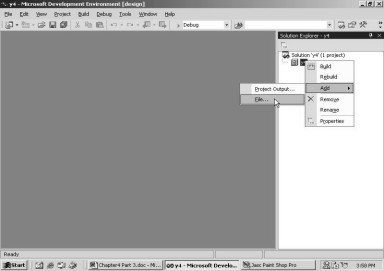 y4 - Microsoft Development Environment [design]
File Edit View Project Build Debug Tools Window Help
Debug
Solution Explorer - y4
Solution 'y4' (1 project)
Build
Rebuild
Add
Project Output...
File...
Remove
Rename
Properties
Ready
Start
Chapter4 Part 3.doc - Mi...
y4 - Microsoft Develo...
Jasc Paint Shop Pro
3:58 PM